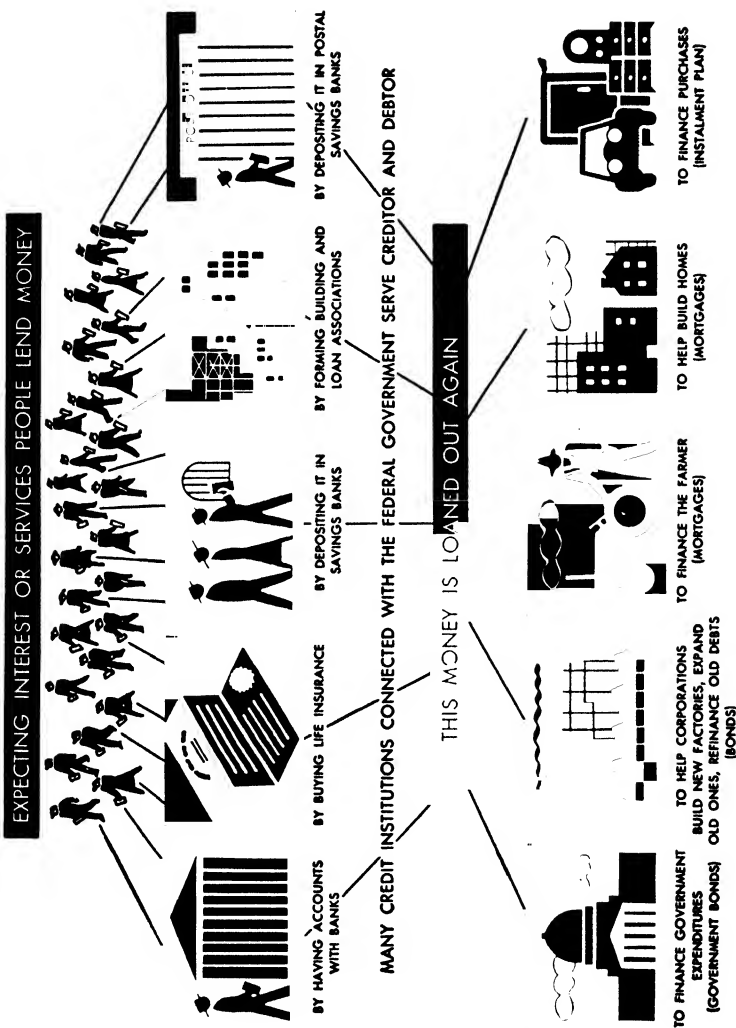 EXPECTING INTEREST OR SERVICES PEOPLE LEND MONEY
BY HAVING ACCOUNTS
WITH BANKS
BY BUYING LIFE INSURANCE
BY DEPOSITING IT IN
SAVINGS BANKS
BY FORMING BUILDING AND
LOAN ASSOCIATIONS
POST OFFICE
BY DEPOSITING IT IN POSTAL
SAVINGS BANKS
MANY CREDIT INSTITUTIONS CONNECTED WITH THE FEDERAL GOVERNMENT SERVE CREDITOR AND DEBTOR
THIS MONEY IS LOANED OUT AGAIN
TO FINANCE GOVERNMENT
EXPENDITURES
(GOVERNMENT BONDS)
TO HELP CORPORATIONS
BUILD NEW FACTORIES, EXPAND
OLD ONES, REFINANCE OLD DEBTS
(BONDS)
TO FINANCE THE FARMER
(MORTGAGES)
TO HELP BUILD HOMES
(MORTGAGES)
TO FINANCE PURCHASES
(INSTALMENT PLAN)